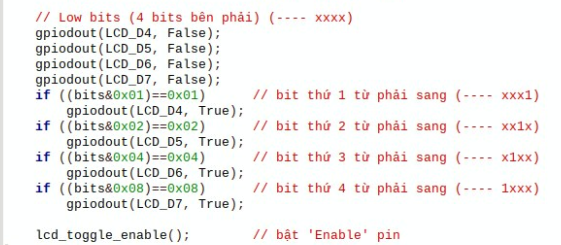 // Low bits (4 bits bên phải) (---- xxxx)
gpiodout(LCD_D4, False);
gpiodout(LCD_D5, False);
gpiodout(LCD_D6, False);
gpiodout(LCD_D7, False);
if ((bits&0x01)==0x01) // bit thứ 1 từ phải sang (---- xxx1)
gpiodout(LCD_D4, True);
if ((bits&0x02)==0x02) // bit thứ 2 từ phải sang (---- xx1x)
gpiodout(LCD_D5, True);
if ((bits&0x04)==0x04) // bit thứ 3 từ phải sang (---- x1xx)
gpiodout(LCD_D6, True);
if ((bits&0x08)==0x08) // bit thứ 4 từ phải sang (---- 1xxx)
gpiodout(LCD_D7, True);
lcd_toggle_enable(); // bật 'Enable' pin